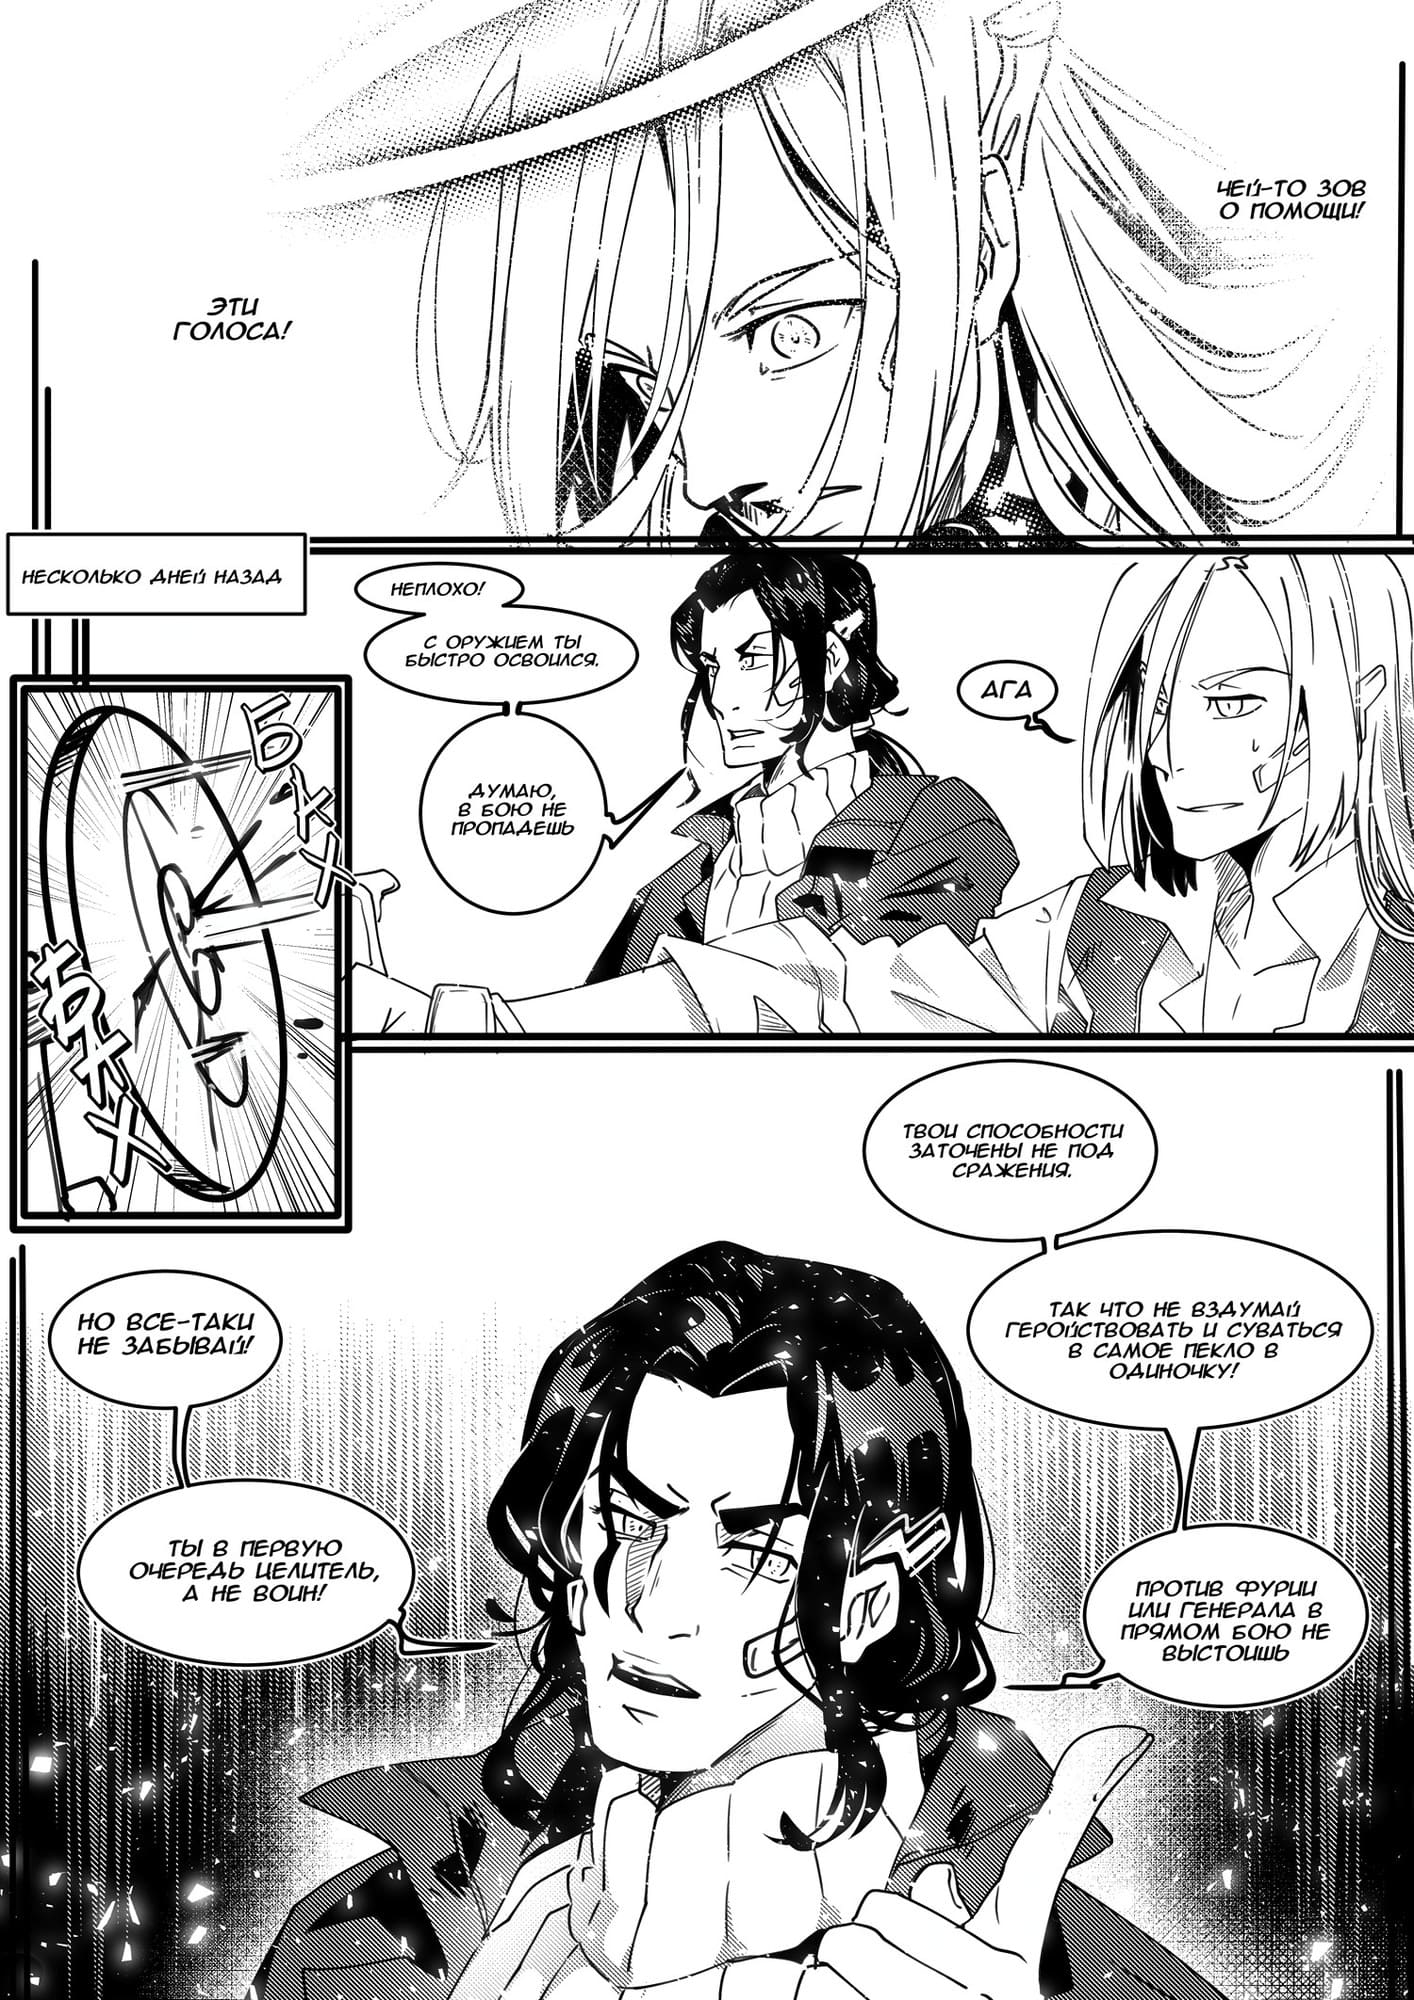 ЧЕЙ-ТО ЗОВ
О ПОМОЩИ!
ЭТИ
ГОЛОСА!
НЕСКОЛЬКО ДНЕЙ НАЗАД
НЕПЛОХО!
С ОРУЖИЕМ ТЫ
БЫСТРО ОСВОИЛСЯ.
ДУМАЮ,
В БОЮ НЕ
ПРОПАДЕШЬ
АГА
БХХ
БХХ
ТВОИ СПОСОБНОСТИ
ЗАТОЧЕНЫ НЕ ПОД
СРАЖЕНИЯ.
ТАК ЧТО НЕ ВЗДУМАЙ
ГЕРОЙСТВОВАТЬ И СУВАТЬСЯ
В САМОЕ ПЕКЛО В
ОДИНОЧКУ!
НО ВСЕ-ТАКИ
НЕ ЗАБЫВАЙ!
ТЫ В ПЕРВУЮ
ОЧЕРЕДЬ ЦЕЛИТЕЛЬ,
А НЕ ВОИН!
ПРОТИВ ФУРИИ
ИЛИ ГЕНЕРАЛА В
ПРЯМОМ БОЮ НЕ
ВЫСТОИШЬ